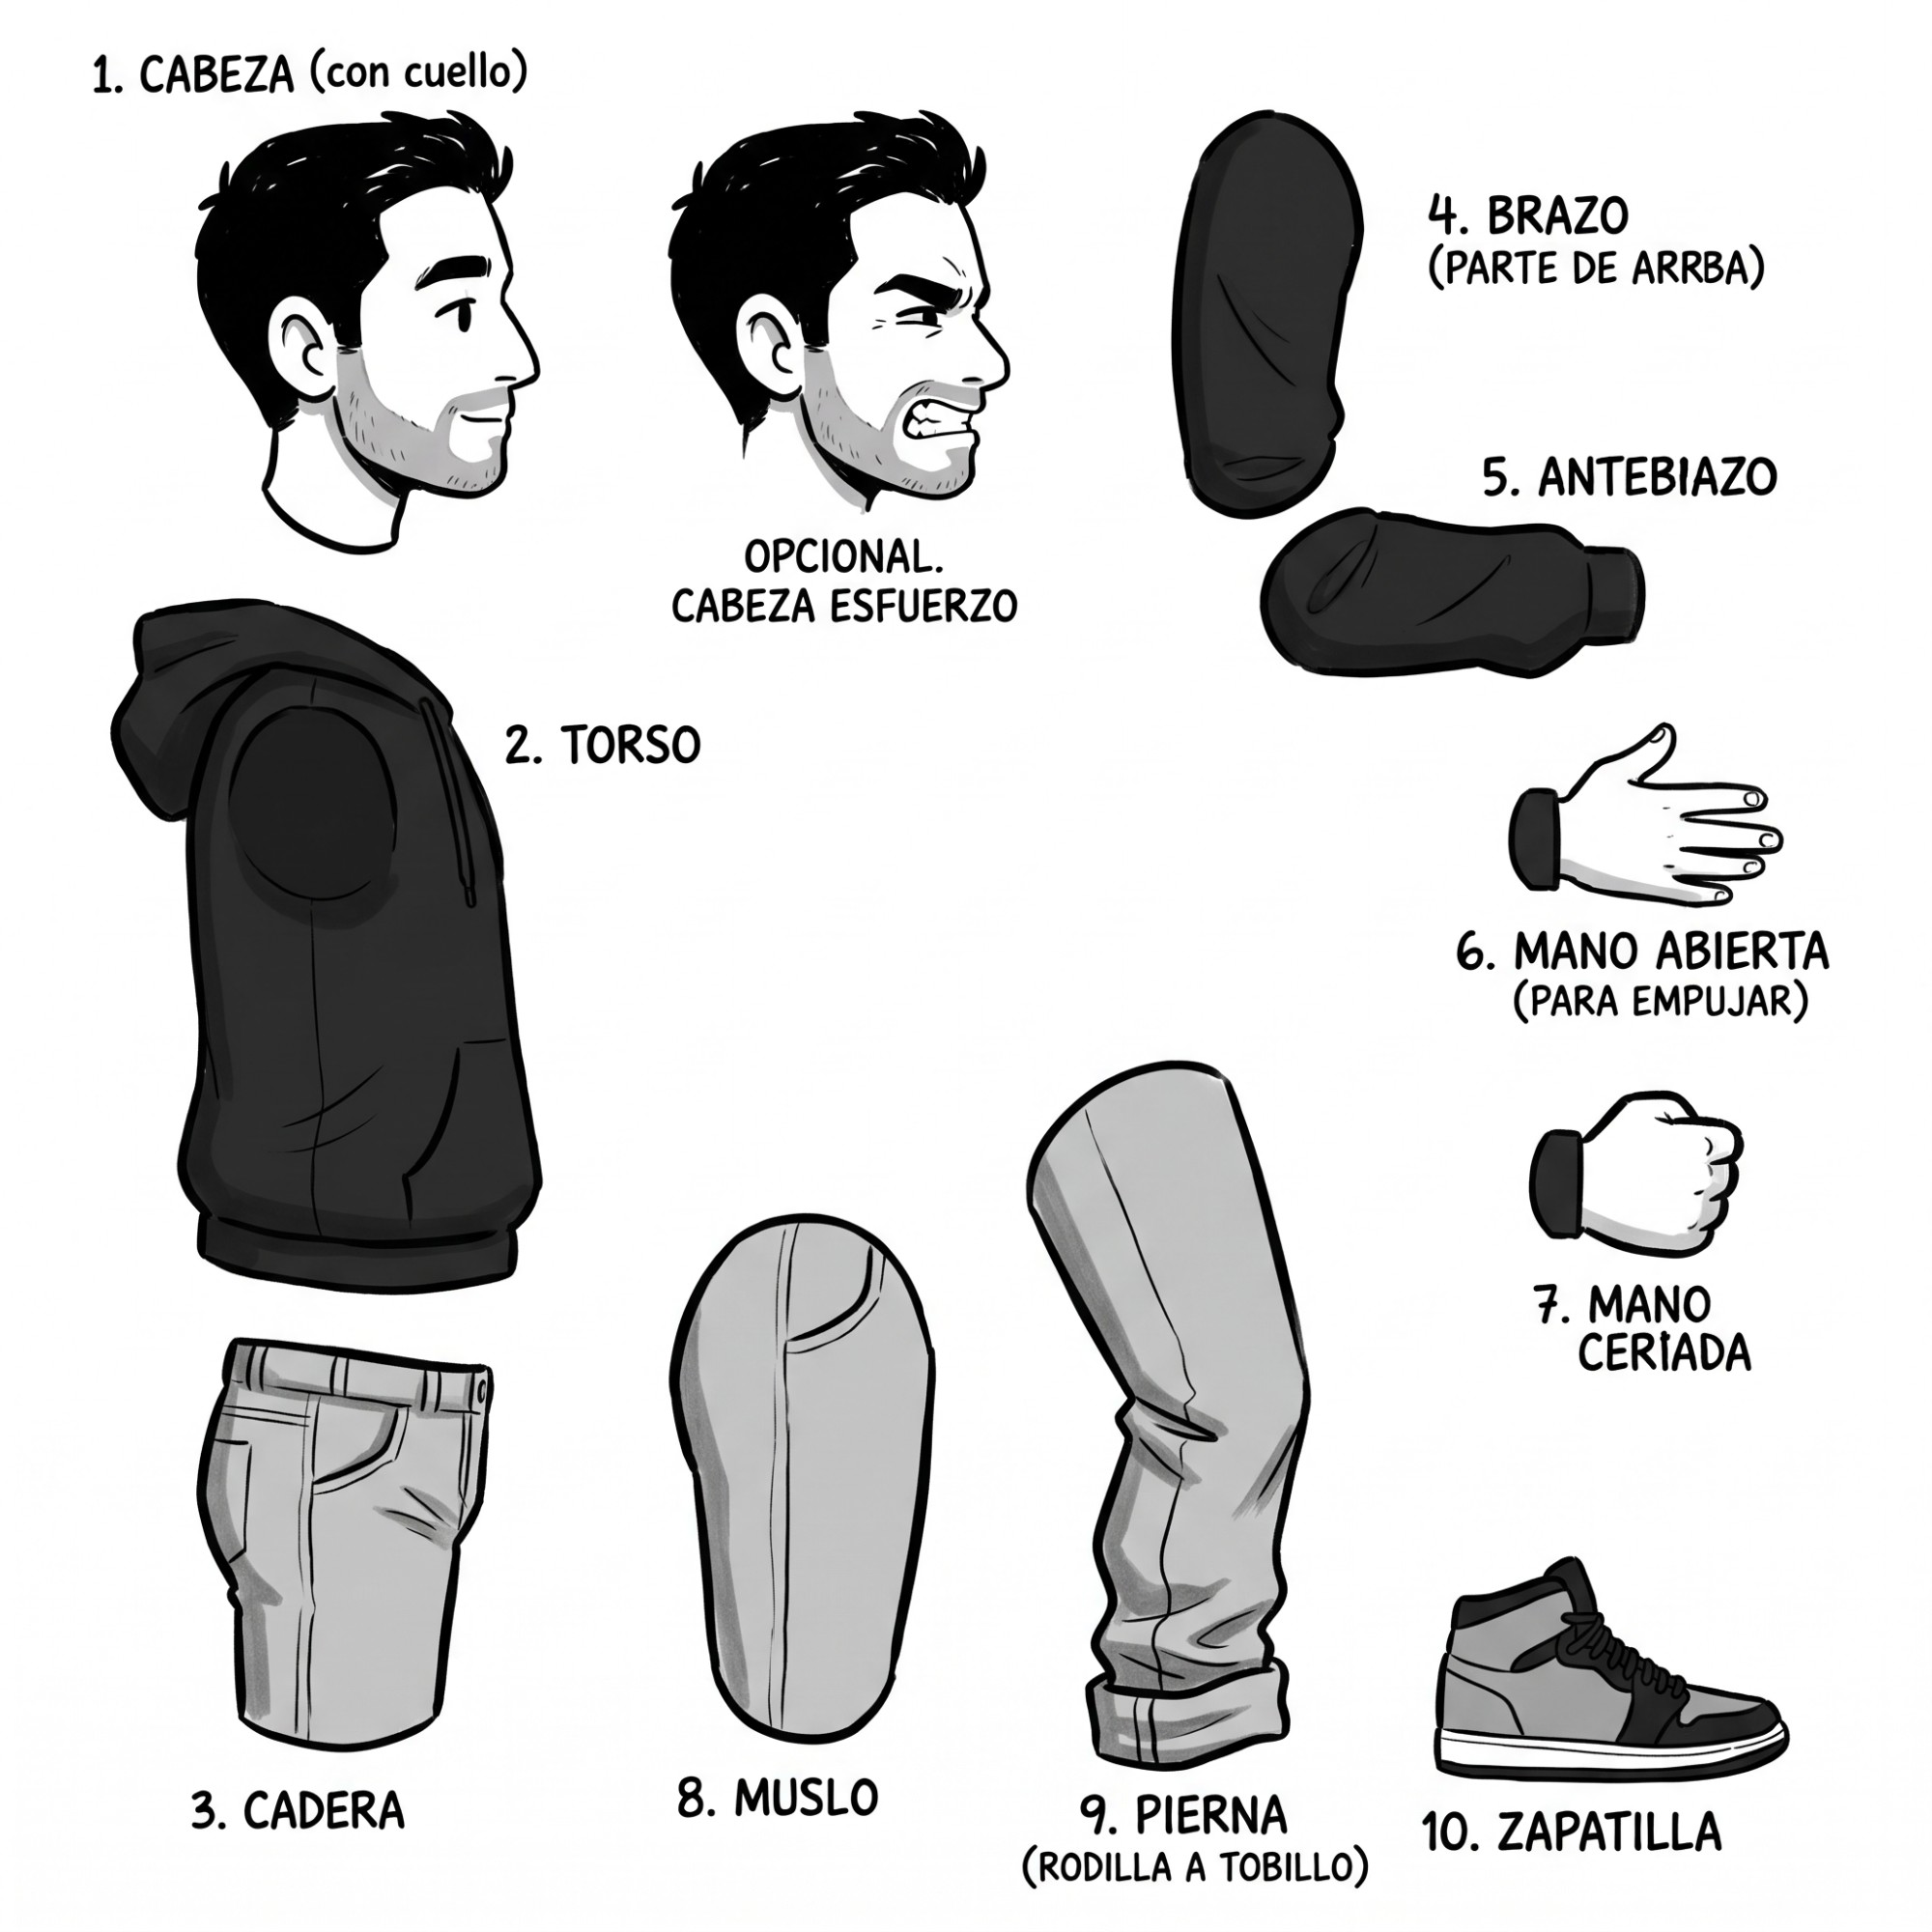 1. CABEZA (con cuello)
OPCIONAL.
CABEZA ESFUERZO
4. BRAZO
(PARTE DE ARRBA)
5. ANTEBIAZO
2. TORSO
6. MANO ABIERTA
(PARA EMPUJAR)
7. MANO
CERIADA
3. CADERA
8. MUSLO
9. PIERNA
(RODILLA A TOBILLO)
10. ZAPATILLA